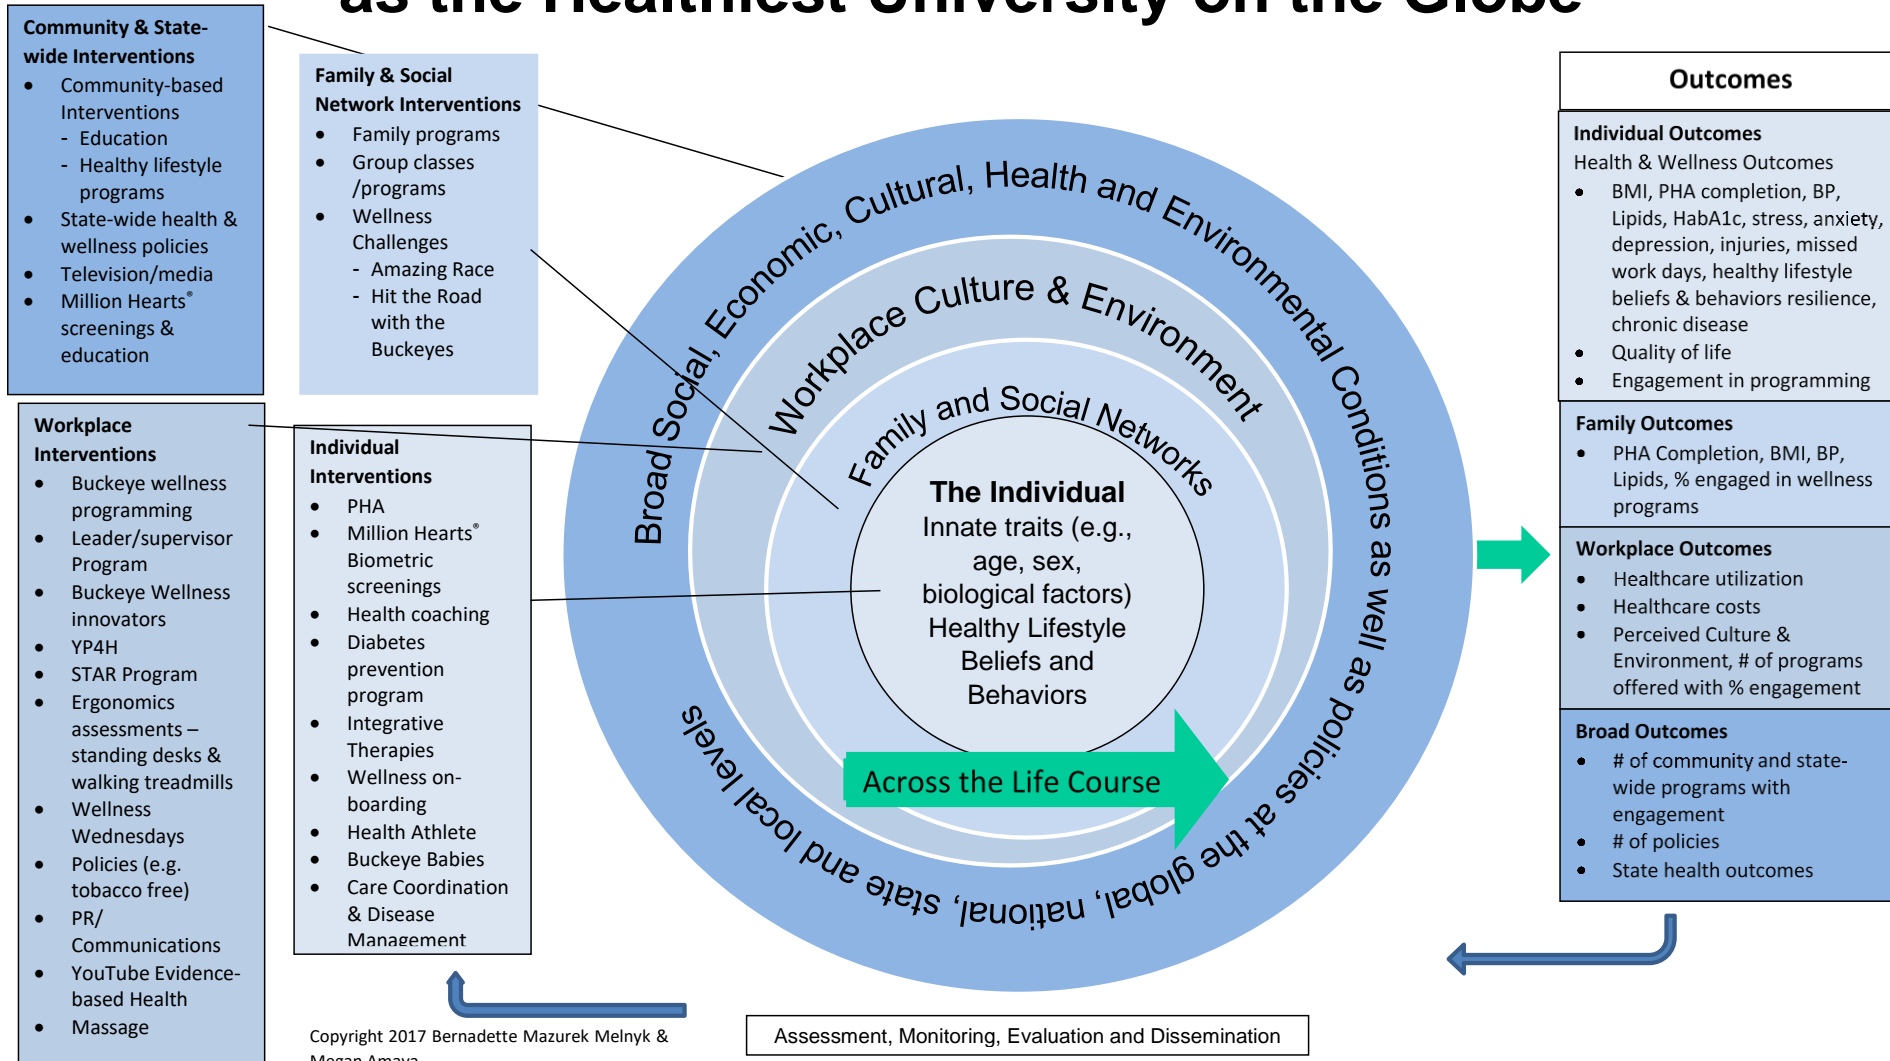 as the Healthiest University on the Globe
Community & State-
wide Interventions
• Community-based
Interventions
- Education
- Healthy lifestyle
programs
• State-wide health &
wellness policies
• Television/media
• Million Hearts®
screenings &
education
Family & Social
Network Interventions
• Family programs
• Group classes
/programs
• Wellness
Challenges
- Amazing Race
- Hit the Road
with the
Buckeyes
Workplace
Interventions
• Buckeye wellness
programming
• Leader/supervisor
Program
• Buckeye Wellness
innovators
• YP4H
• STAR Program
• Ergonomics
assessments –
standing desks &
walking treadmills
• Wellness
Wednesdays
• Policies (e.g.
tobacco free)
• PR/
Communications
• YouTube Evidence-
based Health
• Massage
Individual
Interventions
• PHA
• Million Hearts®
Biometric
screenings
• Health coaching
• Diabetes
prevention
program
• Integrative
Therapies
• Wellness on-
boarding
• Health Athlete
• Buckeye Babies
• Care Coordination
& Disease
Management
Broad Social, Economic, Cultural, Health and Environmental Conditions as well as policies at the global, national, state and local levels
Workplace Culture & Environment
Family and Social Networks
The Individual
Innate traits (e.g.,
age, sex,
biological factors)
Healthy Lifestyle
Beliefs and
Behaviors
Across the Life Course
Outcomes
Individual Outcomes
Health & Wellness Outcomes
• BMI, PHA completion, BP,
Lipids, HabA1c, stress, anxiety,
depression, injuries, missed
work days, healthy lifestyle
beliefs & behaviors resilience,
chronic disease
• Quality of life
• Engagement in programming
Family Outcomes
• PHA Completion, BMI, BP,
Lipids, % engaged in wellness
programs
Workplace Outcomes
• Healthcare utilization
• Healthcare costs
• Perceived Culture &
Environment, # of programs
offered with % engagement
Broad Outcomes
• # of community and state-
wide programs with
engagement
• # of policies
• State health outcomes
Copyright 2017 Bernadette Mazurek Melnyk &
Megan Amaya
Assessment, Monitoring, Evaluation and Dissemination